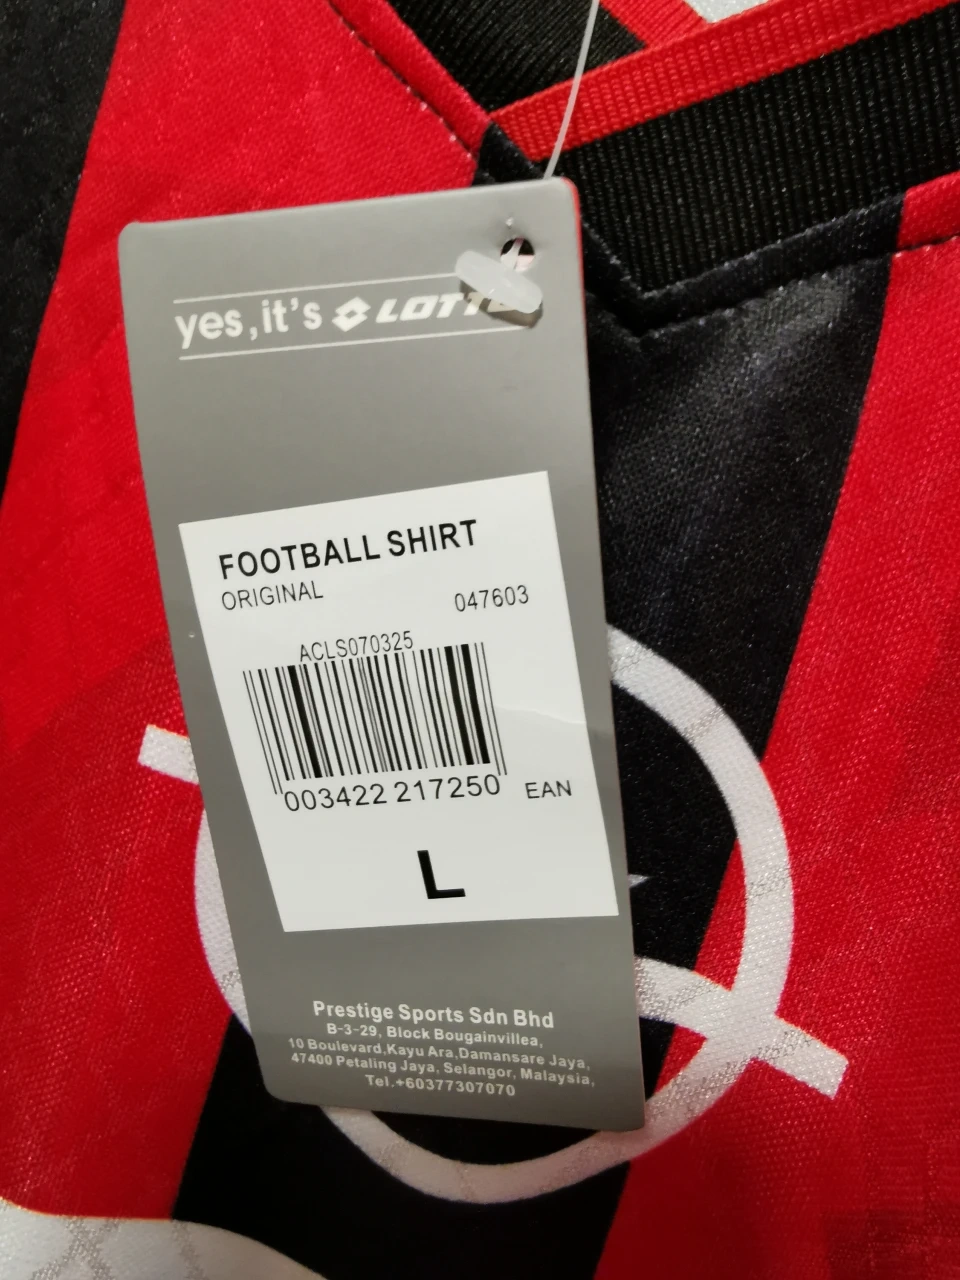 yes, it's LOTTO
FOOTBALL SHIRT
ORIGINAL
047603
ACLS070325
003422 217250 EAN
L
Prestige Sports Sdn Bhd
B-3-29, Block Bougainvillea,
10 Boulevard,Kayu Ara,Damansare Jaya,
47400 Petaling Jaya, Selangor, Malaysia,
Tel.+60377307070